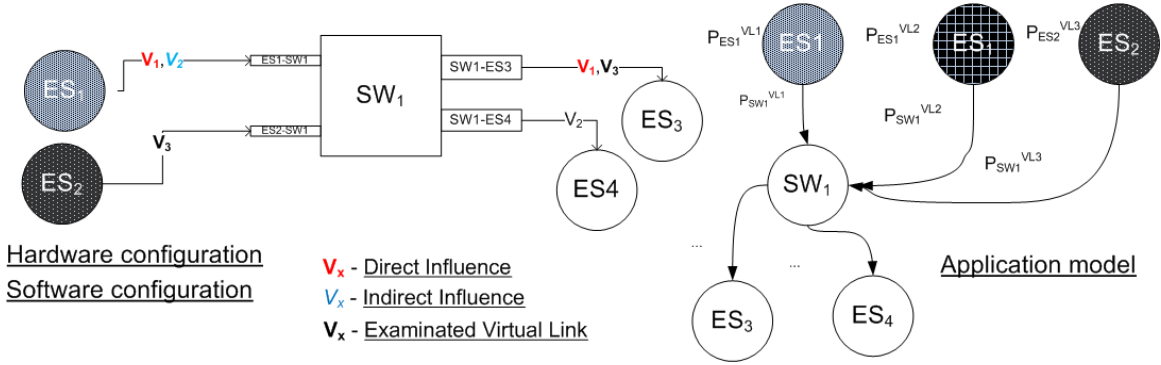 ES1
V1,V2
ES1-SW1
SW1
SW1-ES3
V1,V3
ES3
ES2
V3
ES2-SW1
SW1-ES4
V2
ES4
Hardware configuration
Software configuration
Vx - Direct Influence
Vx - Indirect Influence
Vx - Examinated Virtual Link
PES1VL1
ES1
PES1VL2
PES2VL3
ES2
PSW1VL1
PSW1VL2
PSW1VL3
SW1
...
...
ES3
ES4
Application model